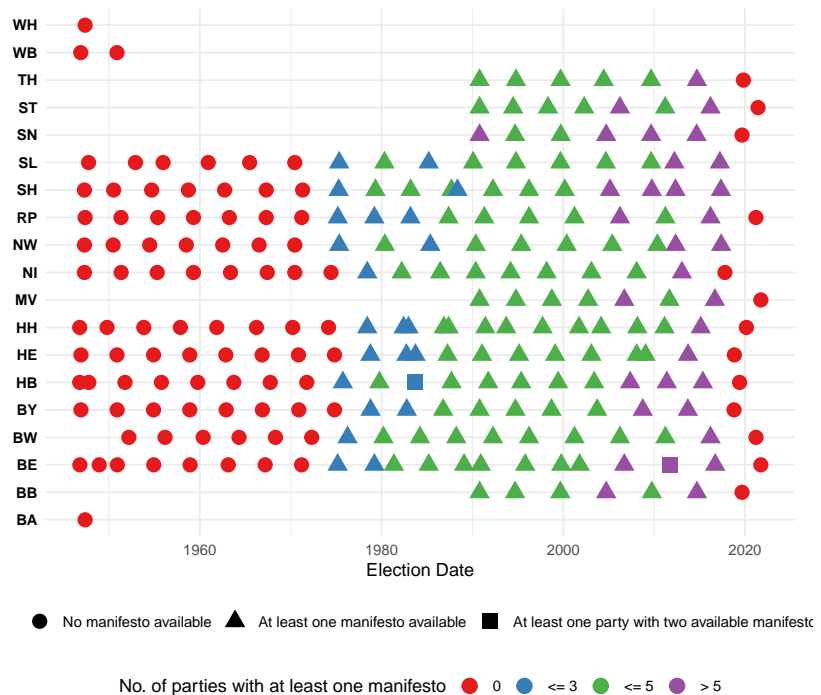 WH
WB
TH
ST
SN
SL
SH
RP
NW
NI
MV
HH
HE
HB
BY
BW
BE
BB
BA
1960 1980 2000 2020
Election Date
No manifesto available At least one manifesto available At least one party with two available manifesto
No. of parties with at least one manifesto 0 <= 3 <= 5 > 5